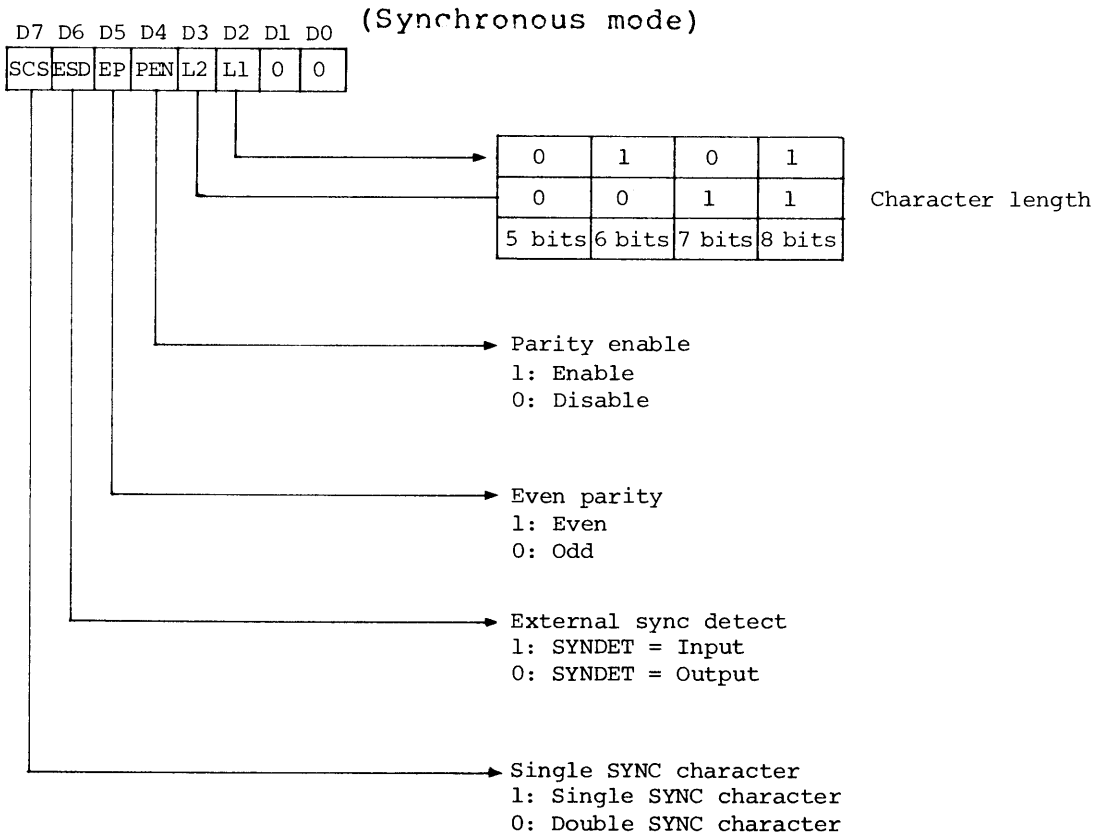 (Synchronous mode)
D7 D6 D5 D4 D3 D2 D1 D0
SCS ESD EP PEN L2 L1 0 0
0 1 0 1
0 0 1 1
Character length
5 bits 6 bits 7 bits 8 bits
Parity enable
1: Enable
0: Disable
Even parity
1: Even
0: Odd
External sync detect
1: SYNDET = Input
0: SYNDET = Output
Single SYNC character
1: Single SYNC character
0: Double SYNC character